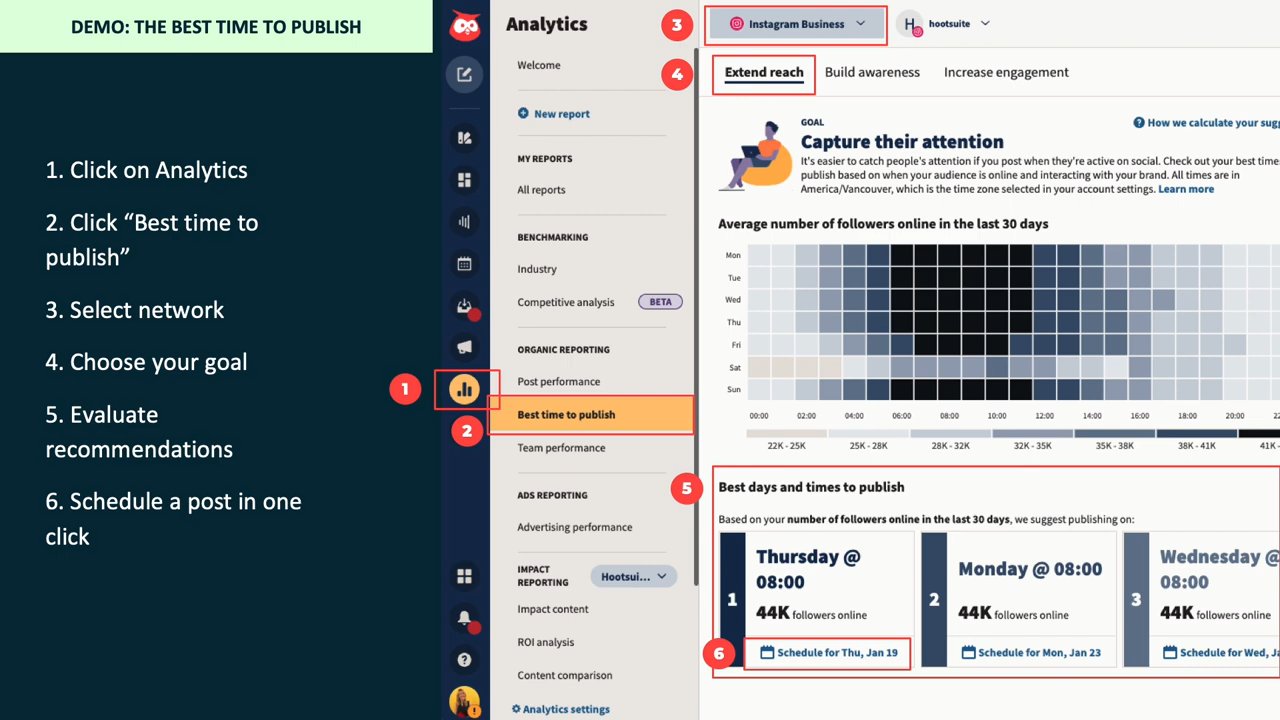 DEMO: THE BEST TIME TO PUBLISH
1. Click on Analytics
2. Click “Best time to
publish”
3. Select network
4. Choose your goal
5. Evaluate
recommendations
6. Schedule a post in one
click
1
2
Analytics
Welcome
New report
MY REPORTS
All reports
BENCHMARKING
Industry
Competitive analysis BETA
ORGANIC REPORTING
Post performance
Best time to publish
Team performance
ADS REPORTING
Advertising performance
IMPACT
REPORTING
Hootsui...
Impact content
ROI analysis
Content comparison
Analytics settings
3
Instagram Business
H hootsuite
4
Extend reach Build awareness Increase engagement
GOAL
How we calculate your sugg
Capture their attention
It's easier to catch people's attention if you post when they're active on social. Check out your best times
publish based on when your audience is online and interacting with your brand. All times are in
America/Vancouver, which is the time zone selected in your account settings. Learn more
Average number of followers online in the last 30 days
Mon
Tue
Wed
Thu
Fri
Sat
Sun
00:00 02:00 04:00 06:00 08:00 10:00 12:00 14:00 16:00 18:00 20:00 22
22K - 25K 25K - 28K 28K - 32K 32K - 35K 35K - 38K 38K - 41K 41K -
5
Best days and times to publish
Based on your number of followers online in the last 30 days, we suggest publishing on:
1
Thursday @
08:00
44K followers online
6
Schedule for Thu, Jan 19
2
Monday @ 08:00
44K followers online
Schedule for Mon, Jan 23
3
Wednesday @
08:00
44K followers online
Schedule for Wed, Ja